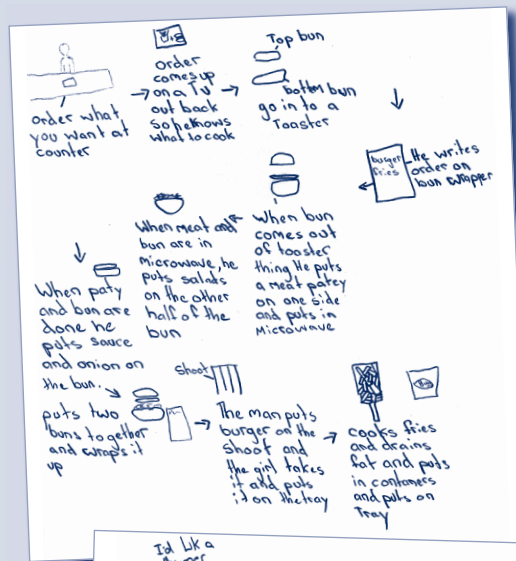 order what
you want at
counter
order
comes up
on a TV
out back
So he Knows
what to cook
Top bun
bottom bun
go in to a
Toaster
burger
fries
He writes
order on
bun wrapper
When bun
comes out
of toaster
thing He puts
a meat patey
on one side
and puts in
Microwave
When meat and
bun are in
microwave, he
puts salads
on the other
half of the
bun
When paty
and bun are
done he
puts sauce
and onion on
the bun.
puts two
buns together
and wraps it
up
Shoot
The man puts
burger on the
shoot and
the girl takes
it and puts
it on the tray
cooks fries
and drains
fat and puts
in contaners
and puts on
Tray
I'd Like a